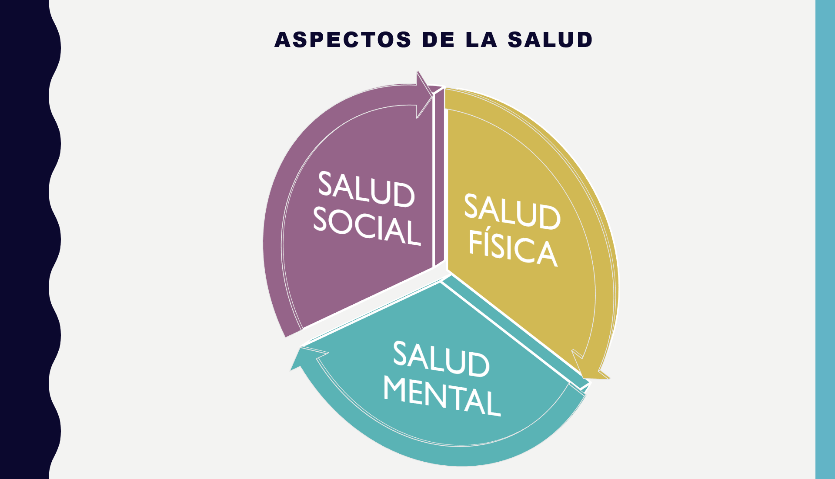 ASPECTOS DE LA SALUD
SALUD
SOCIAL
SALUD
FÍSICA
SALUD
MENTAL